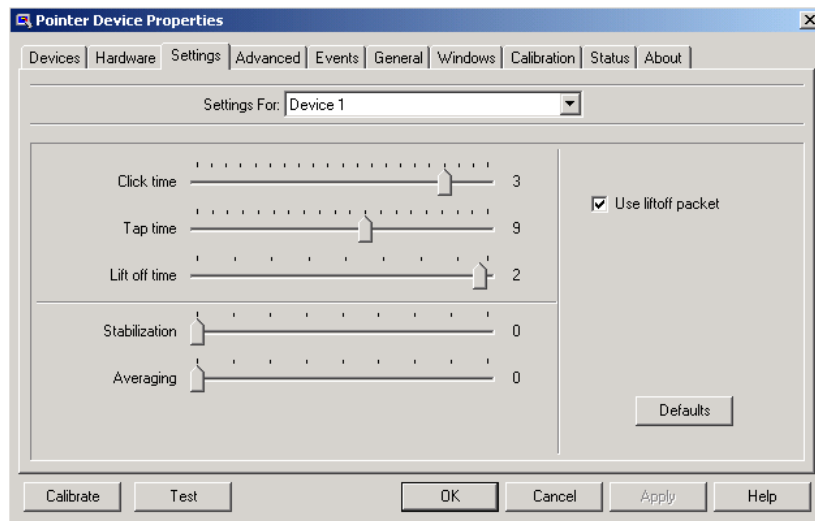 Pointer Device Properties
Devices Hardware Settings Advanced Events General Windows Calibration Status About
Settings For: Device 1
Click time 3
Use liftoff packet
Tap time 9
Lift off time 2
Stabilization 0
Averaging 0
Defaults
Calibrate Test OK Cancel Apply Help